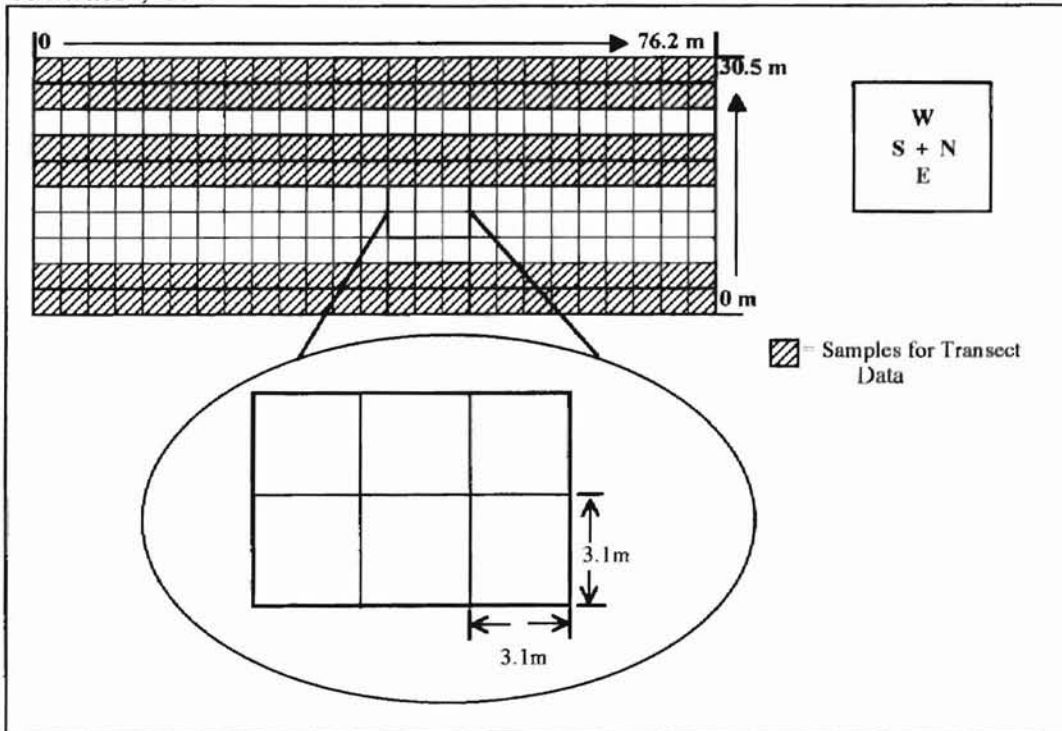 0
76.2 m
30.5 m
W
S + N
E
0 m
= Samples for Transect
Data
3.1m
3.1m